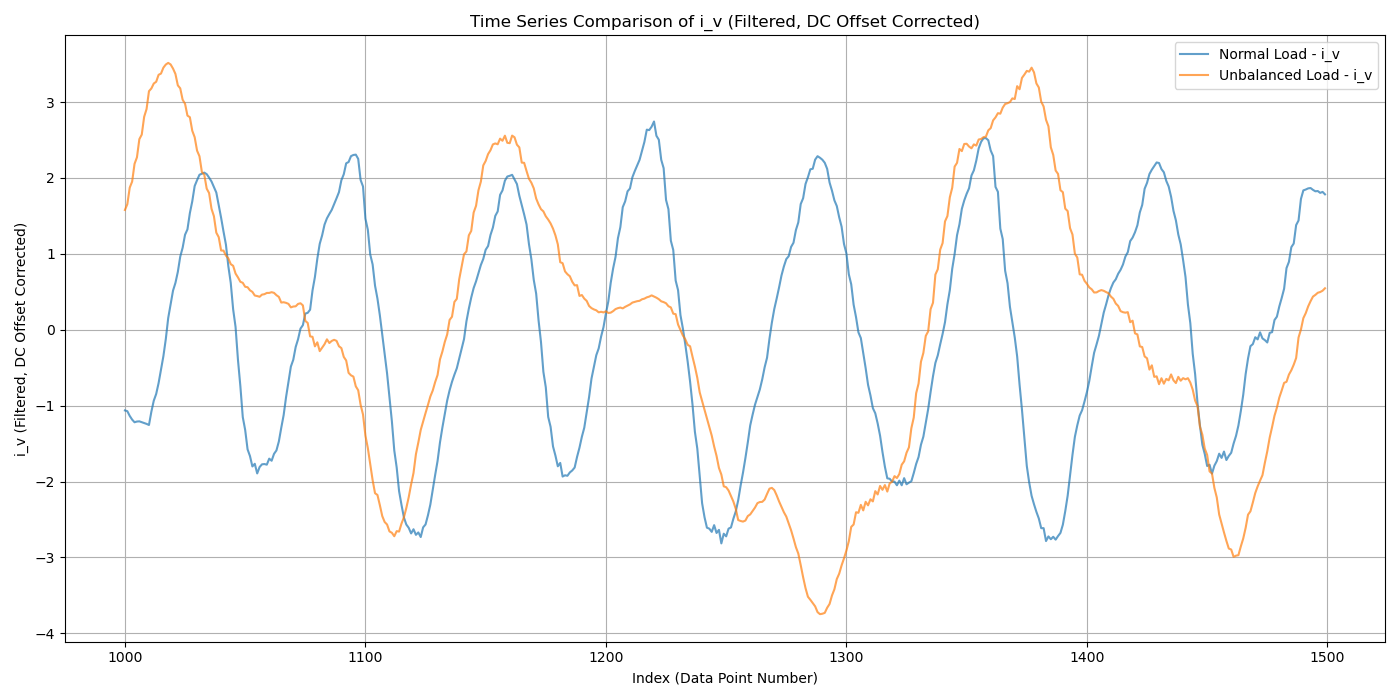 Time Series Comparison of i_v (Filtered, DC Offset Corrected)
Normal Load - i_v
Unbalanced Load - i_v
i_v (Filtered, DC Offset Corrected)
3
2
1
0
−1
−2
−3
−4
1000 1100 1200 1300 1400 1500
Index (Data Point Number)